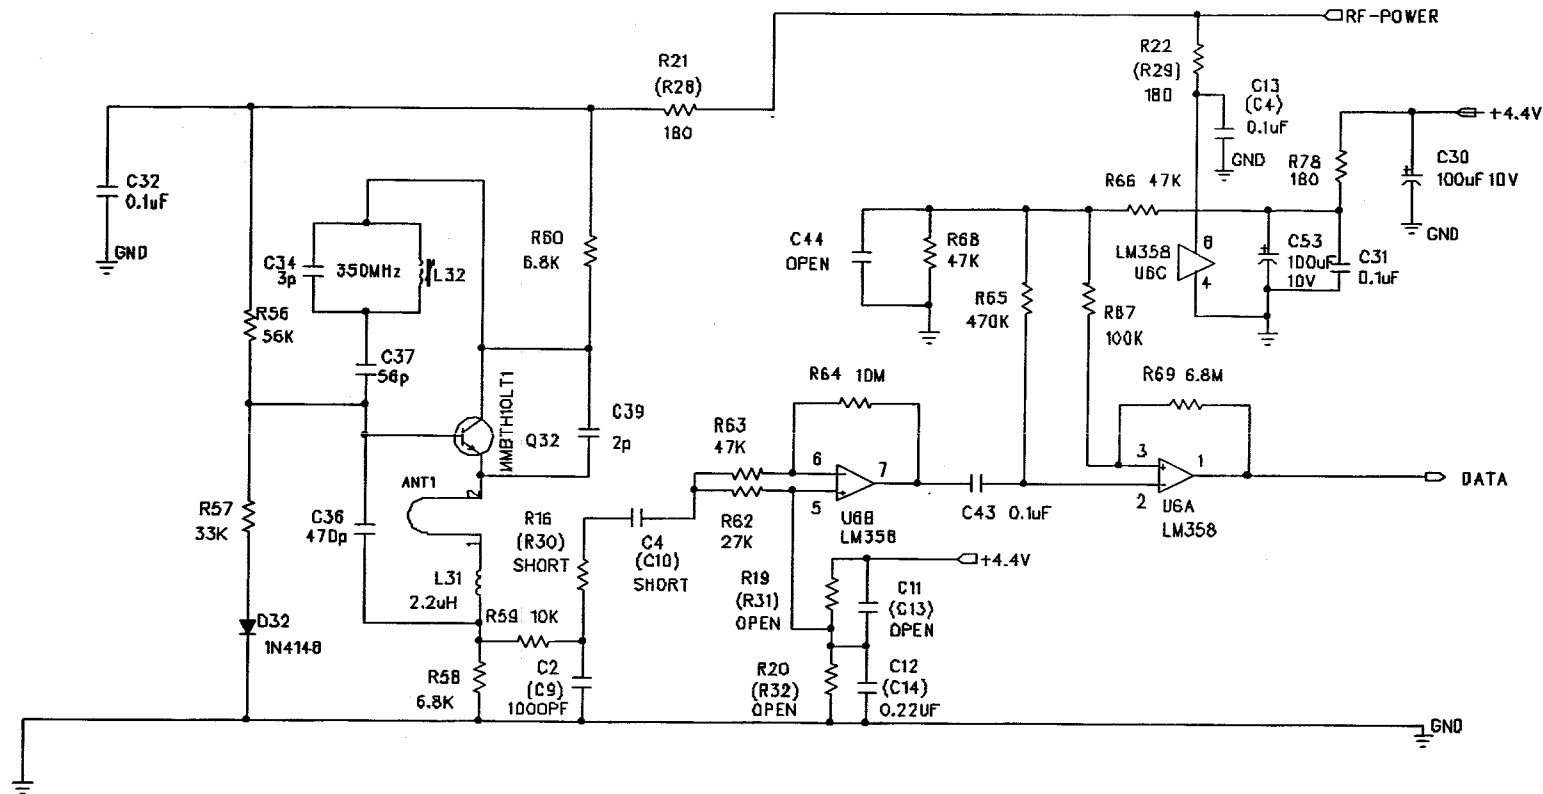 RF-POWER
R22
(R29)
180
R21
(R28)
180
C13
(C4)
0.1uF
GND
+4.4V
R78
180
C30
100uF 10V
GND
C32
0.1uF
GND
R66 47K
R60
6.8K
C34
3p
350MHz
L32
C44
OPEN
R68
47K
LM358
U6C
8
4
C53
100uF
10V
C31
0.1uF
R65
470K
R67
100K
R56
56K
C37
56p
R64 10M
R69 6.8M
MMBTH10LT1
Q32
C39
2p
R63
47K
6
7
5
U6B
LM358
3
1
2
U6A
LM358
DATA
ANT1
2
1
R57
33K
C36
470p
R16
(R30)
SHORT
C4
(C10)
SHORT
R62
27K
C43 0.1uF
+4.4V
L31
2.2uH
R19
(R31)
OPEN
C11
(C13)
OPEN
D32
1N4148
R59 10K
R58
6.8K
C2
(C9)
1000PF
R20
(R32)
OPEN
C12
(C14)
0.22UF
GND